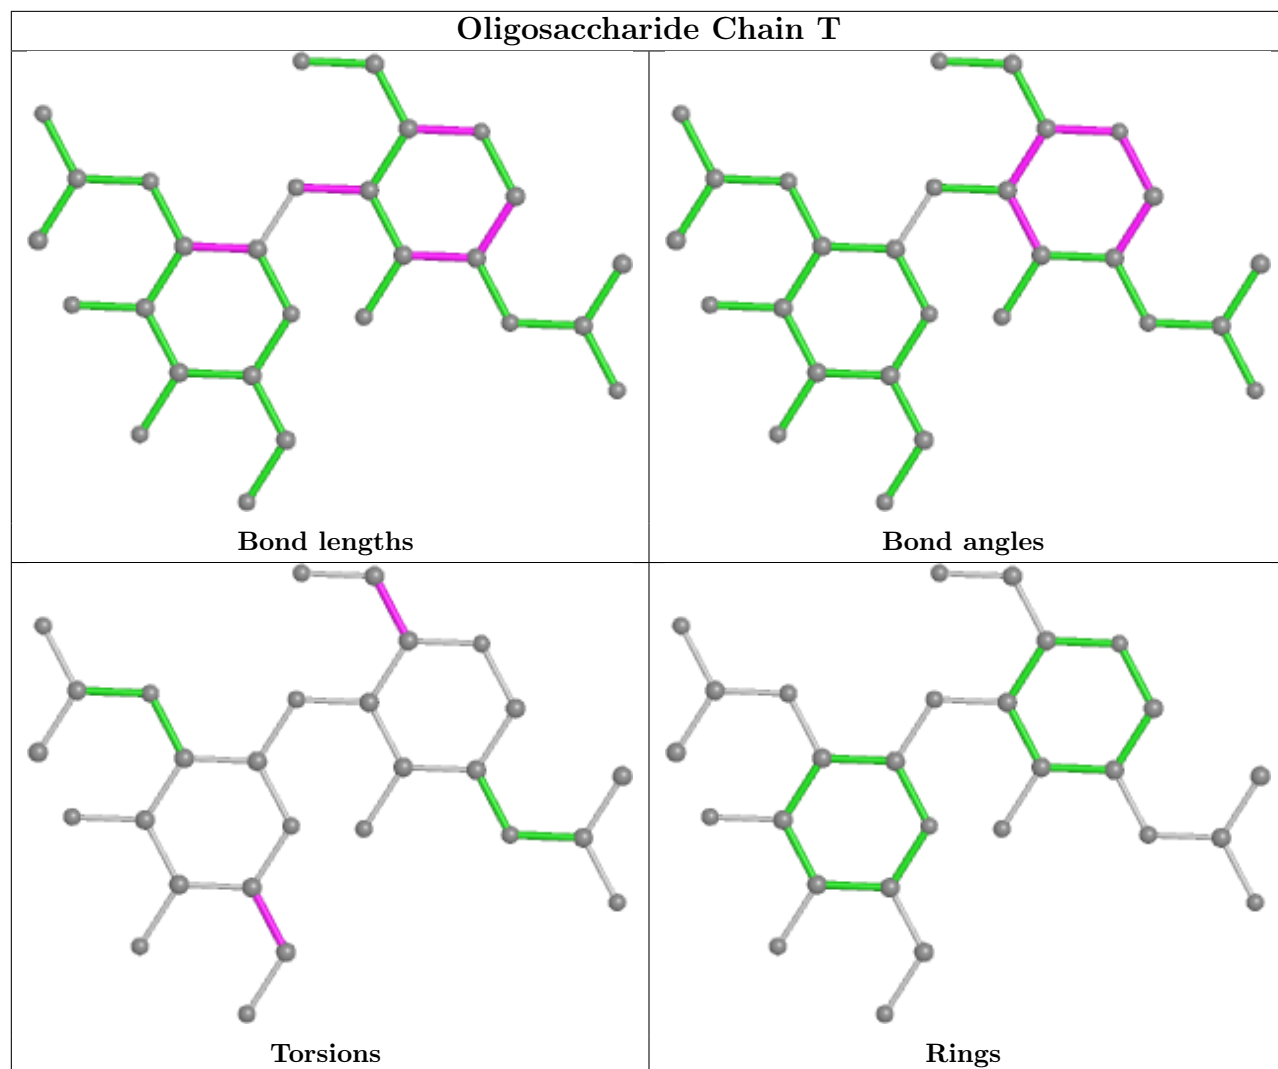 Oligosaccharide Chain T
Bond lengths
Bond angles
Torsions
Rings